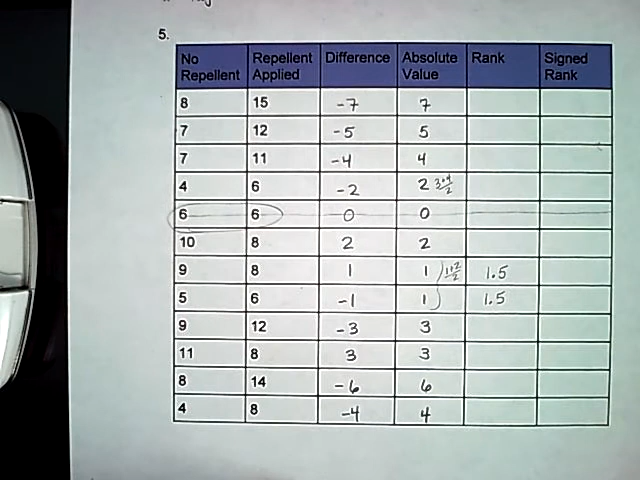 5.
No Repellent | Repellent Applied | Difference | Absolute Value | Rank | Signed Rank
8 | 15 | -7 | 7
7 | 12 | -5 | 5
7 | 11 | -4 | 4
4 | 6 | -2 | 2 3+4/2
6 | 6 | 0 | 0
10 | 8 | 2 | 2
9 | 8 | 1 | 1 1+2/2 | 1.5
5 | 6 | -1 | 1 | 1.5
9 | 12 | -3 | 3
11 | 8 | 3 | 3
8 | 14 | -6 | 6
4 | 8 | -4 | 4